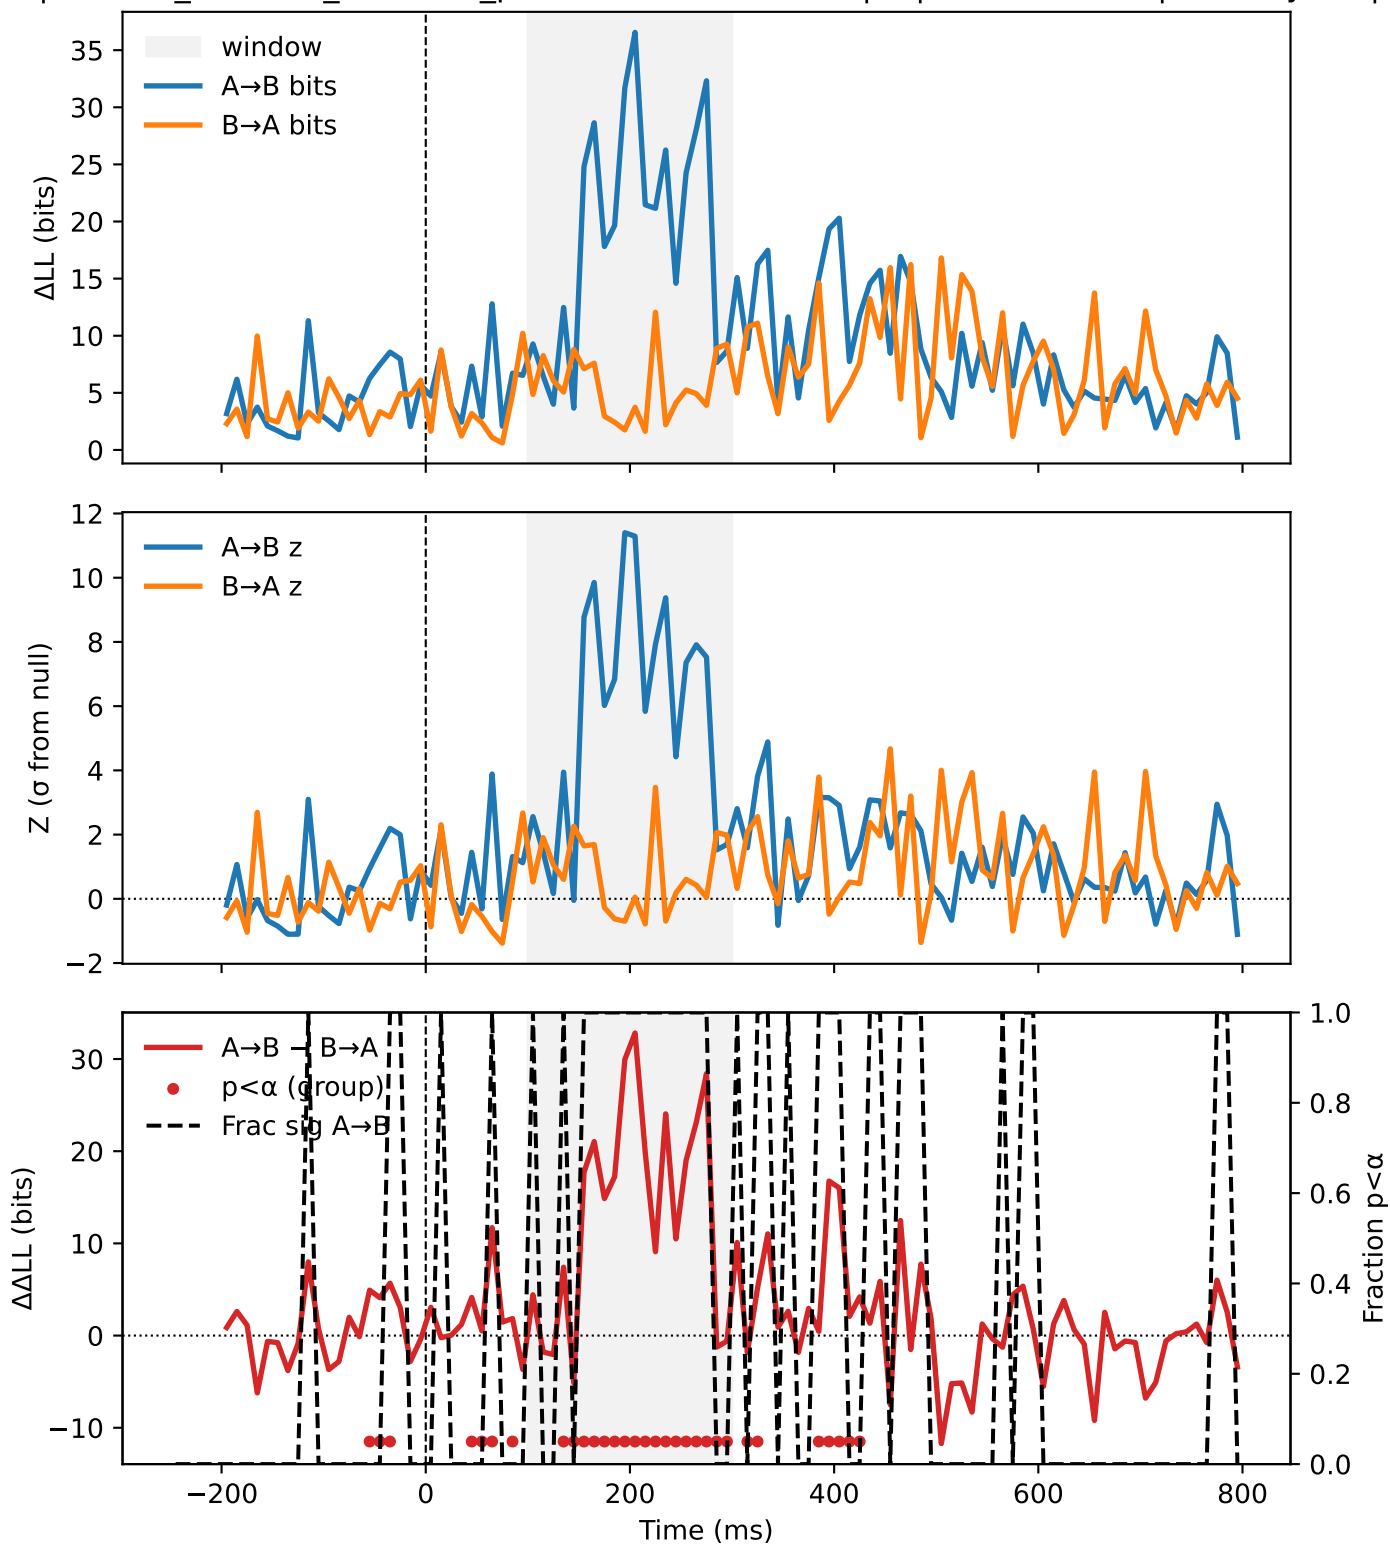 window
A→B bits
B→A bits
ΔLL (bits)
35
30
25
20
15
10
5
0
A→B z
B→A z
Z (σ from null)
12
10
8
6
4
2
0
−2
A→B − B→A
p<α (group)
Frac sig A→B
ΔΔLL (bits)
30
20
10
0
−10
Fraction p<α
1.0
0.8
0.6
0.4
0.2
0.0
−200
0
200
400
600
800
Time (ms)